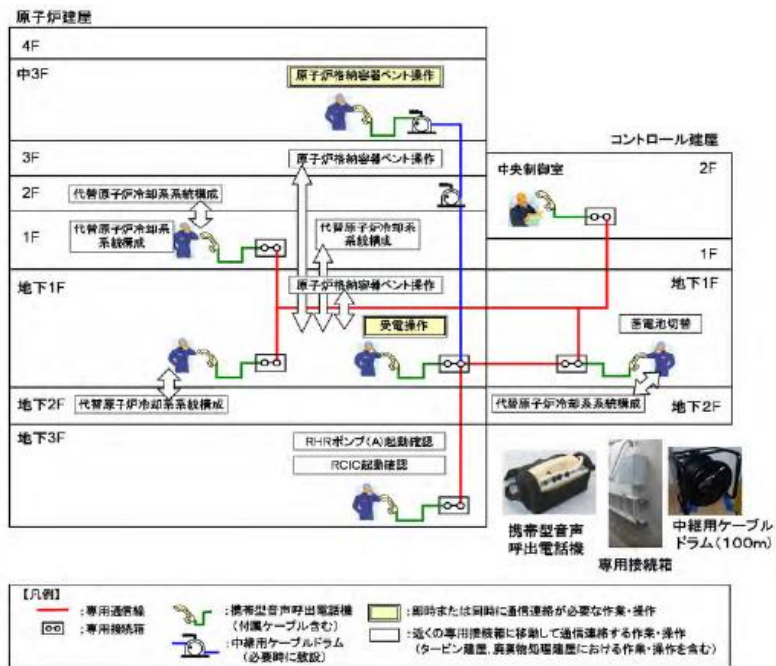 原子炉建屋
4F
中3F
原子炉格納容器ベント操作
コントロール建屋
3F
原子炉格納容器ベント操作
中央制御室
2F
2F
代替原子炉冷却系系統構成
1F
代替原子炉冷却系
系統構成
代替原子炉冷却系
系統構成
1F
地下1F
原子炉格納容器ベント操作
地下1F
受電操作
蓄電池切替
地下2F
代替原子炉冷却系系統構成
代替原子炉冷却系系統構成
地下2F
地下3F
RHRポンプ(A)起動確認
RCIC起動確認
携帯型音声
呼出電話機
専用接続箱
中継用ケーブル
ドラム(100m)
【凡例】
:専用通信線
:専用接続箱
:携帯型音声呼出電話機
(付属ケーブル含む)
:中継用ケーブルドラム
(必要時に敷設)
:即時または同時に通信連絡が必要な作業・操作
:近くの専用接続箱に移動して通信連絡する作業・操作
(タービン建屋、廃棄物処理建屋における作業・操作を含む)